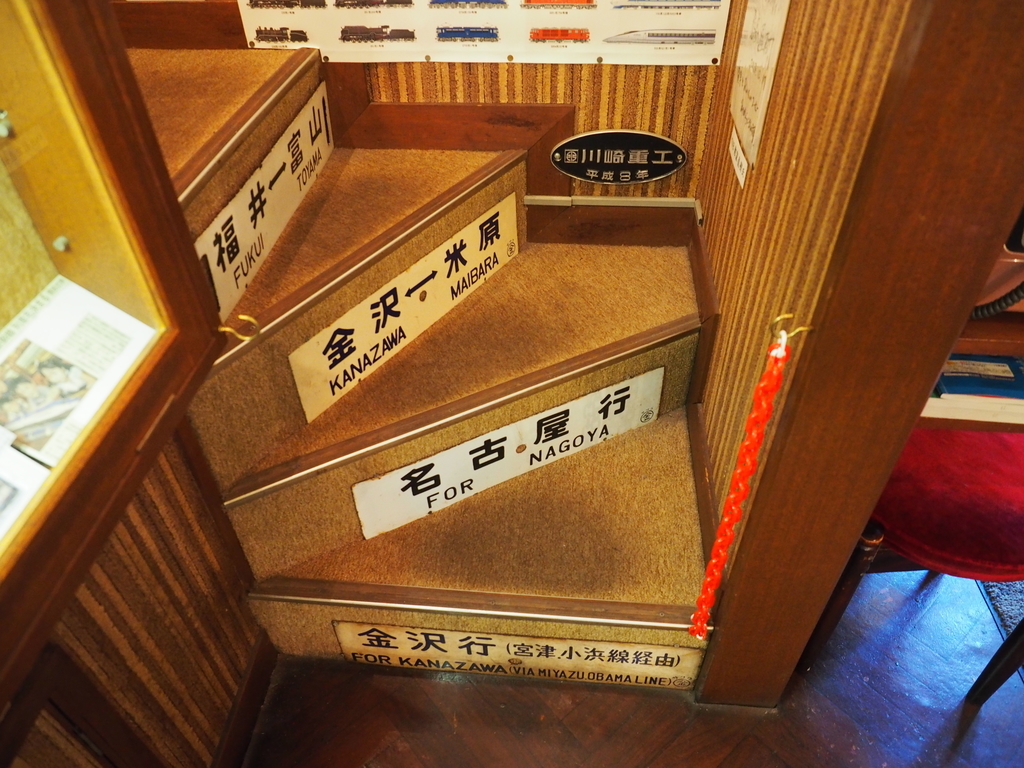 川崎重工
平成8年
福井━富山
FUKUI TOYAMA
金沢⟷米原
KANAZAWA MAIBARA
名古屋行
FOR NAGOYA
金沢行(宮津.小浜線経由)
FOR KANAZAWA(VIA MIYAZU.OBAMA LINE)